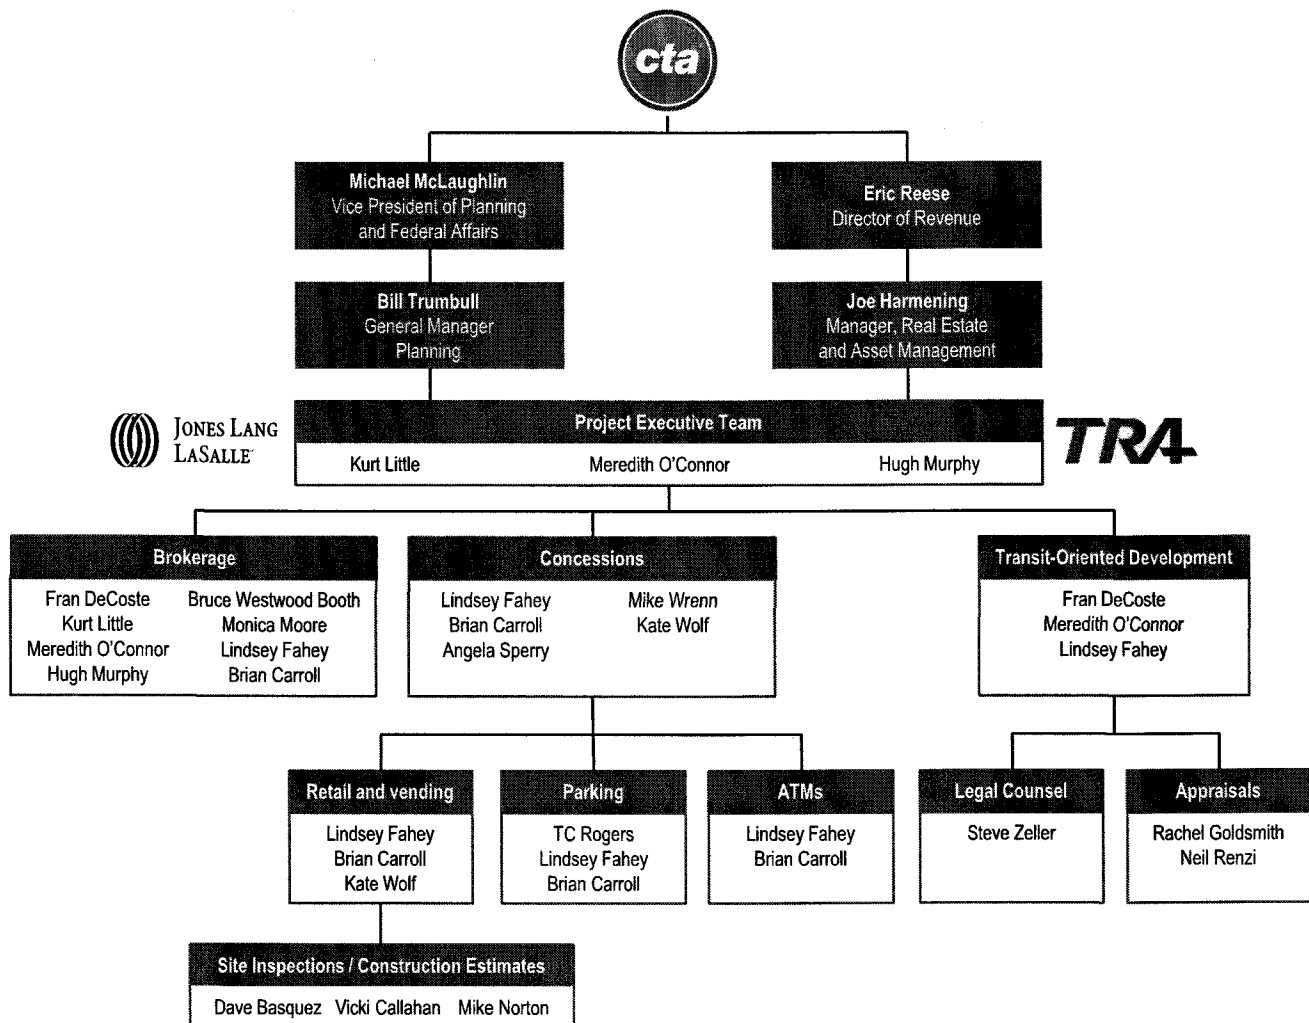 cta
Michael McLaughlin
Vice President of Planning
and Federal Affairs
Eric Reese
Director of Revenue
Bill Trumbull
General Manager
Planning
Joe Harmening
Manager, Real Estate
and Asset Management
JONES LANG
LASALLE
Project Executive Team
Kurt Little Meredith O'Connor Hugh Murphy
TRA
Brokerage
Fran DeCoste Bruce Westwood Booth
Kurt Little Monica Moore
Meredith O'Connor Lindsey Fahey
Hugh Murphy Brian Carroll
Concessions
Lindsey Fahey Mike Wrenn
Brian Carroll Kate Wolf
Angela Sperry
Transit-Oriented Development
Fran DeCoste
Meredith O'Connor
Lindsey Fahey
Retail and vending
Lindsey Fahey
Brian Carroll
Kate Wolf
Parking
TC Rogers
Lindsey Fahey
Brian Carroll
ATMs
Lindsey Fahey
Brian Carroll
Legal Counsel
Steve Zeller
Appraisals
Rachel Goldsmith
Neil Renzi
Site Inspections / Construction Estimates
Dave Basquez Vicki Callahan Mike Norton